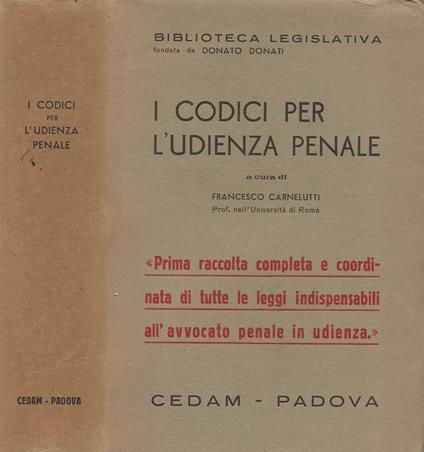 I CODICI
PER
L'UDIENZA
PENALE
CEDAM - PADOVA
BIBLIOTECA LEGISLATIVA
fondata da DONATO DONATI
I CODICI PER
L'UDIENZA PENALE
a cura di
FRANCESCO CARNELUTTI
Prof. nell'Università di Roma
«Prima raccolta completa e coordi-
nata di tutte le leggi indispensabili
all'avvocato penale in udienza.»
CEDAM - PADOVA